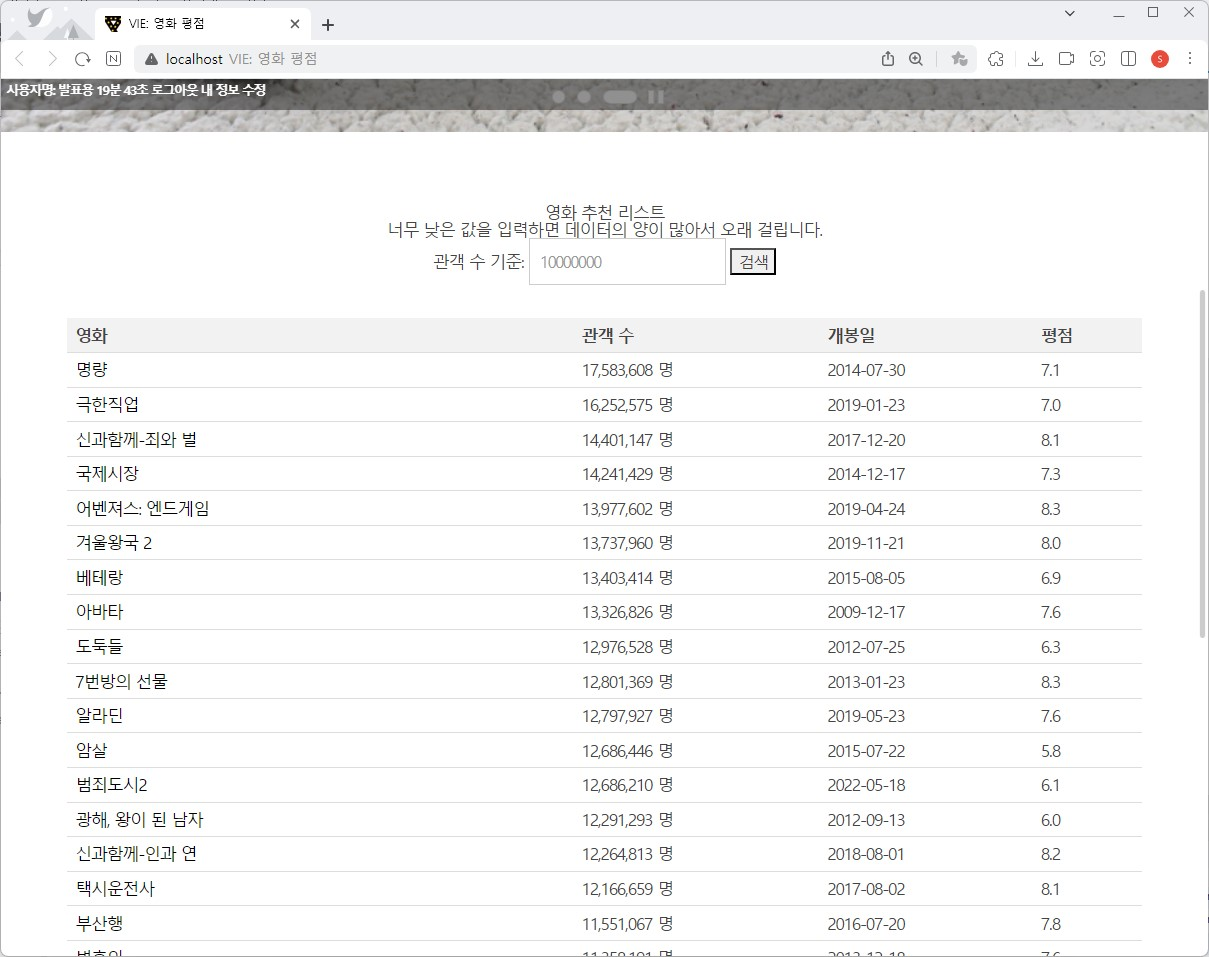 VIE: 영화 평점
localhost VIE: 영화 평점
사용자명: 발표용 19분 43초 로그아웃 내 정보 수정
영화 추천 리스트
너무 낮은 값을 입력하면 데이터의 양이 많아서 오래 걸립니다.
관객 수 기준: 10000000 검색
영화 관객 수 개봉일 평점
명량 17,583,608 명 2014-07-30 7.1
극한직업 16,252,575 명 2019-01-23 7.0
신과함께-죄와 벌 14,401,147 명 2017-12-20 8.1
국제시장 14,241,429 명 2014-12-17 7.3
어벤져스: 엔드게임 13,977,602 명 2019-04-24 8.3
겨울왕국 2 13,737,960 명 2019-11-21 8.0
베테랑 13,403,414 명 2015-08-05 6.9
아바타 13,326,826 명 2009-12-17 7.6
도둑들 12,976,528 명 2012-07-25 6.3
7번방의 선물 12,801,369 명 2013-01-23 8.3
알라딘 12,797,927 명 2019-05-23 7.6
암살 12,686,446 명 2015-07-22 5.8
범죄도시2 12,686,210 명 2022-05-18 6.1
광해, 왕이 된 남자 12,291,293 명 2012-09-13 6.0
신과함께-인과 연 12,264,813 명 2018-08-01 8.2
택시운전사 12,166,659 명 2017-08-02 8.1
부산행 11,551,067 명 2016-07-20 7.8